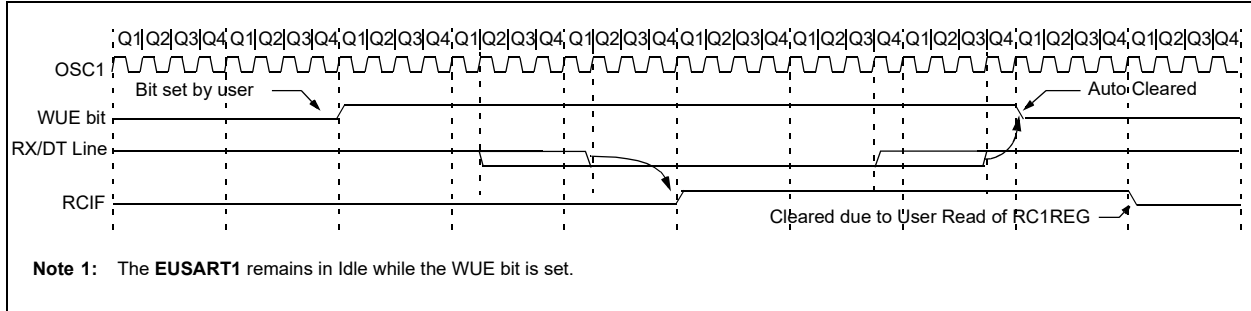 Q1 Q2 Q3 Q4 Q1 Q2 Q3 Q4 Q1 Q2 Q3 Q4 Q1 Q2 Q3 Q4 Q1 Q2 Q3 Q4 Q1 Q2 Q3 Q4 Q1 Q2 Q3 Q4 Q1 Q2 Q3 Q4 Q1 Q2 Q3 Q4 Q1 Q2 Q3 Q4
OSC1
Bit set by user
Auto Cleared
WUE bit
RX/DT Line
RCIF
Cleared due to User Read of RC1REG
Note 1: The EUSART1 remains in Idle while the WUE bit is set.